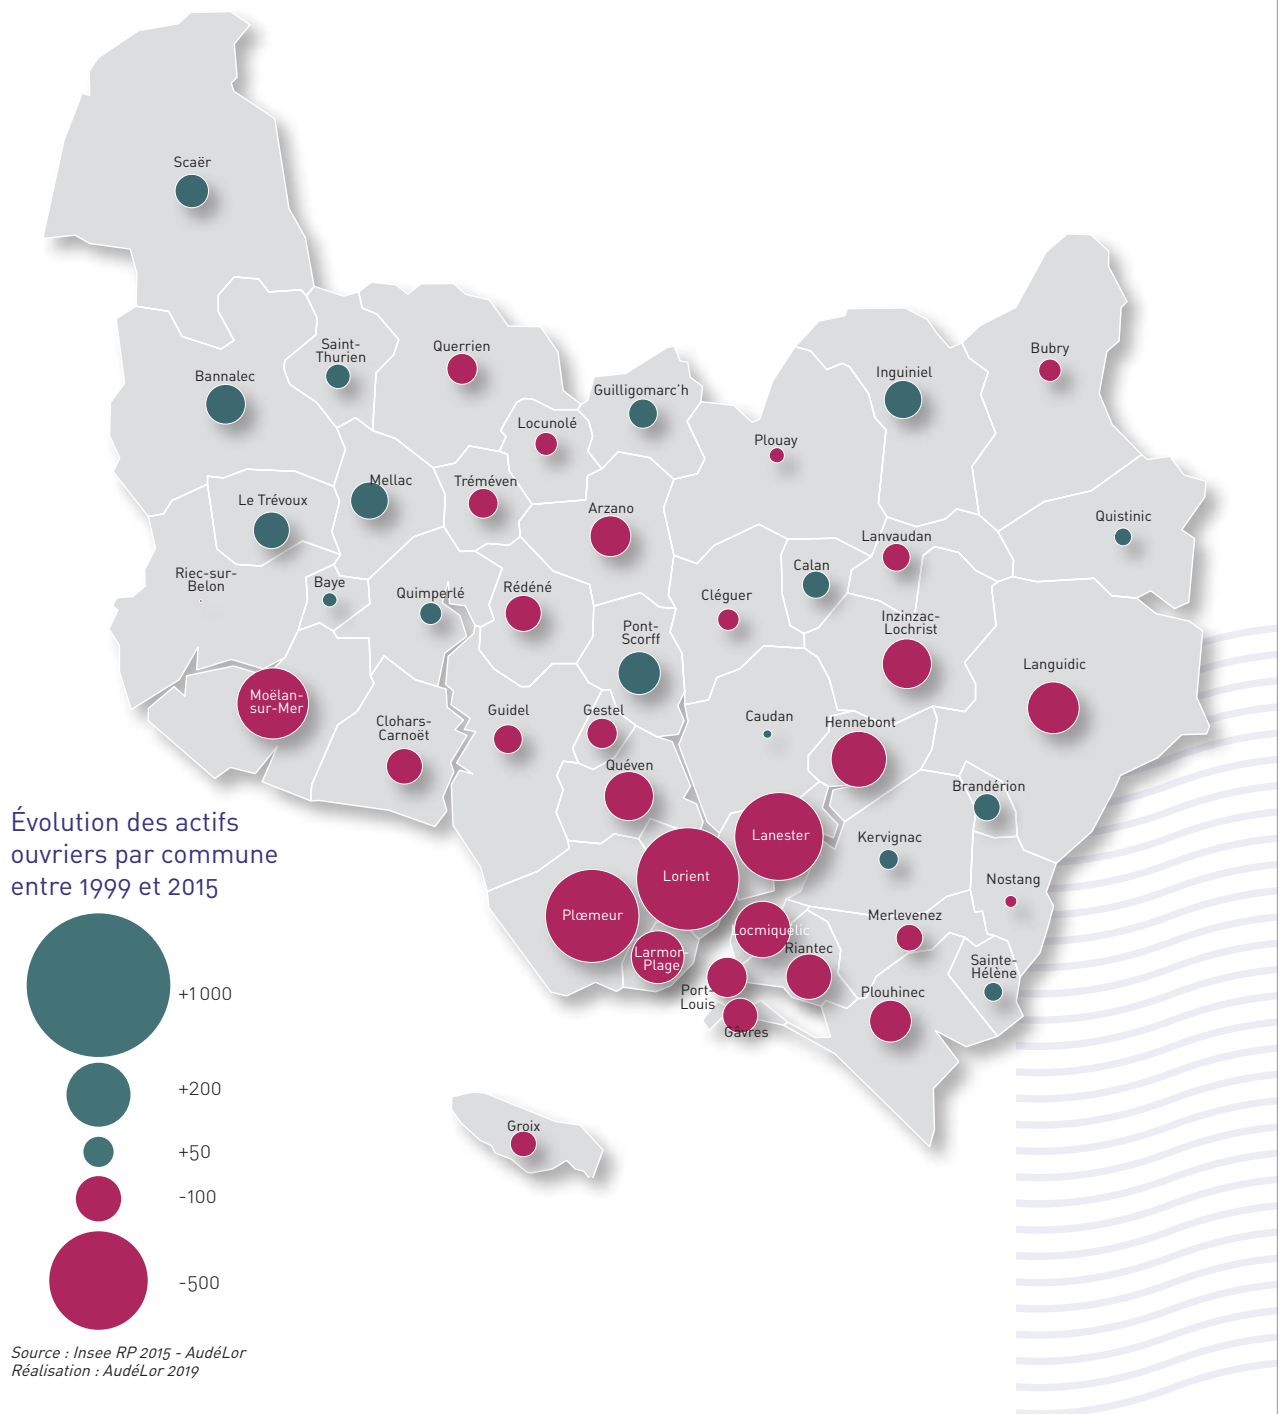 Scaër
Saint-
Thurien
Querrien
Bubry
Bannalec
Inguiniel
Guilligomarc'h
Locunolé
Plouay
Mellac
Tréméven
Le Trévoux
Arzano
Quistinic
Lanvaudan
Riec-sur-
Belon
Baye
Quimperlé
Rédéné
Calan
Cléguer
Inzinzac-
Lochrist
Pont-
Scorff
Languidic
Moëlan-
sur-Mer
Clohars-
Carnoët
Guidel
Gestel
Caudan
Hennebont
Quéven
Brandérion
Lanester
Kervignac
Lorient
Nostang
Plœmeur
Merlevenez
Locmiquélic
Riantec
Larmor-
Plage
Sainte-
Hélène
Port-
Louis
Plouhinec
Gâvres
Groix
Évolution des actifs
ouvriers par commune
entre 1999 et 2015
+1000
+200
+50
-100
-500
Source : Insee RP 2015 - AudéLor
Réalisation : AudéLor 2019